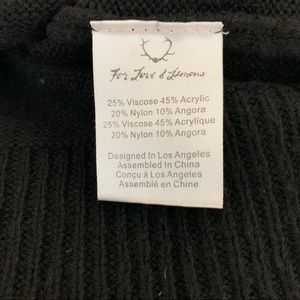 For Love & Lemons
25% Viscose 45% Acrylic
20% Nylon 10% Angora
25% Viscose 45% Acrylique
20% Nylon 10% Angora
Designed In Los Angeles
Assembled In China
Conçu à Los Angeles
Assemblé en Chine